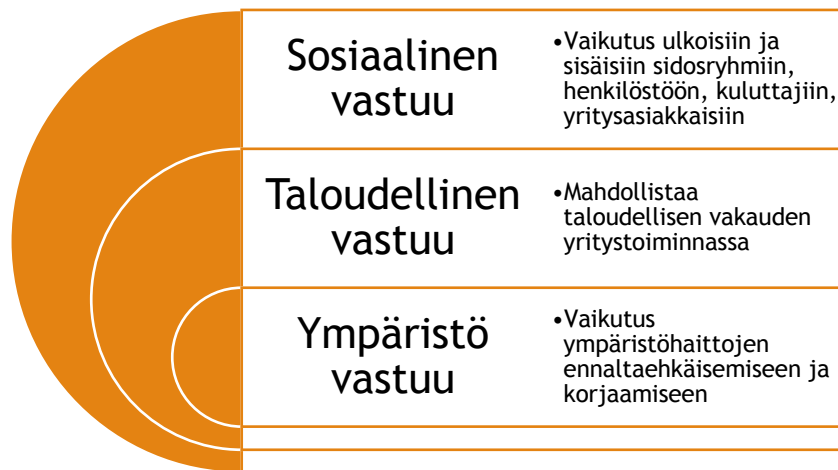 Sosiaalinen
vastuu
•Vaikutus ulkoisiin ja
sisäisiin sidosryhmiin,
henkilöstöön, kuluttajiin,
yritysasiakkaisiin
Taloudellinen
vastuu
•Mahdollistaa
taloudellisen vakauden
yritystoiminnassa
Ympäristö
vastuu
•Vaikutus
ympäristöhaittojen
ennaltaehkäisemiseen ja
korjaamiseen